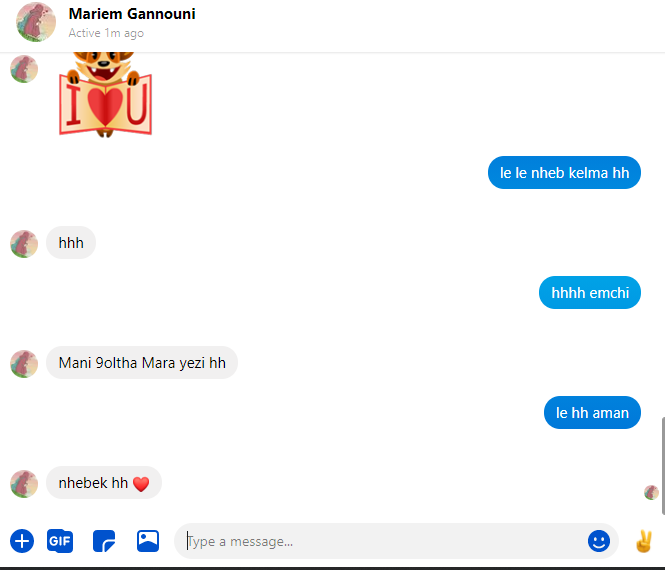 Mariem Gannouni
Active 1m ago
I ❤ U
le le nheb kelma hh
hhh
hhhh emchi
Mani 9oltha Mara yezi hh
le hh aman
nhebek hh ❤️
GIF
Type a message...